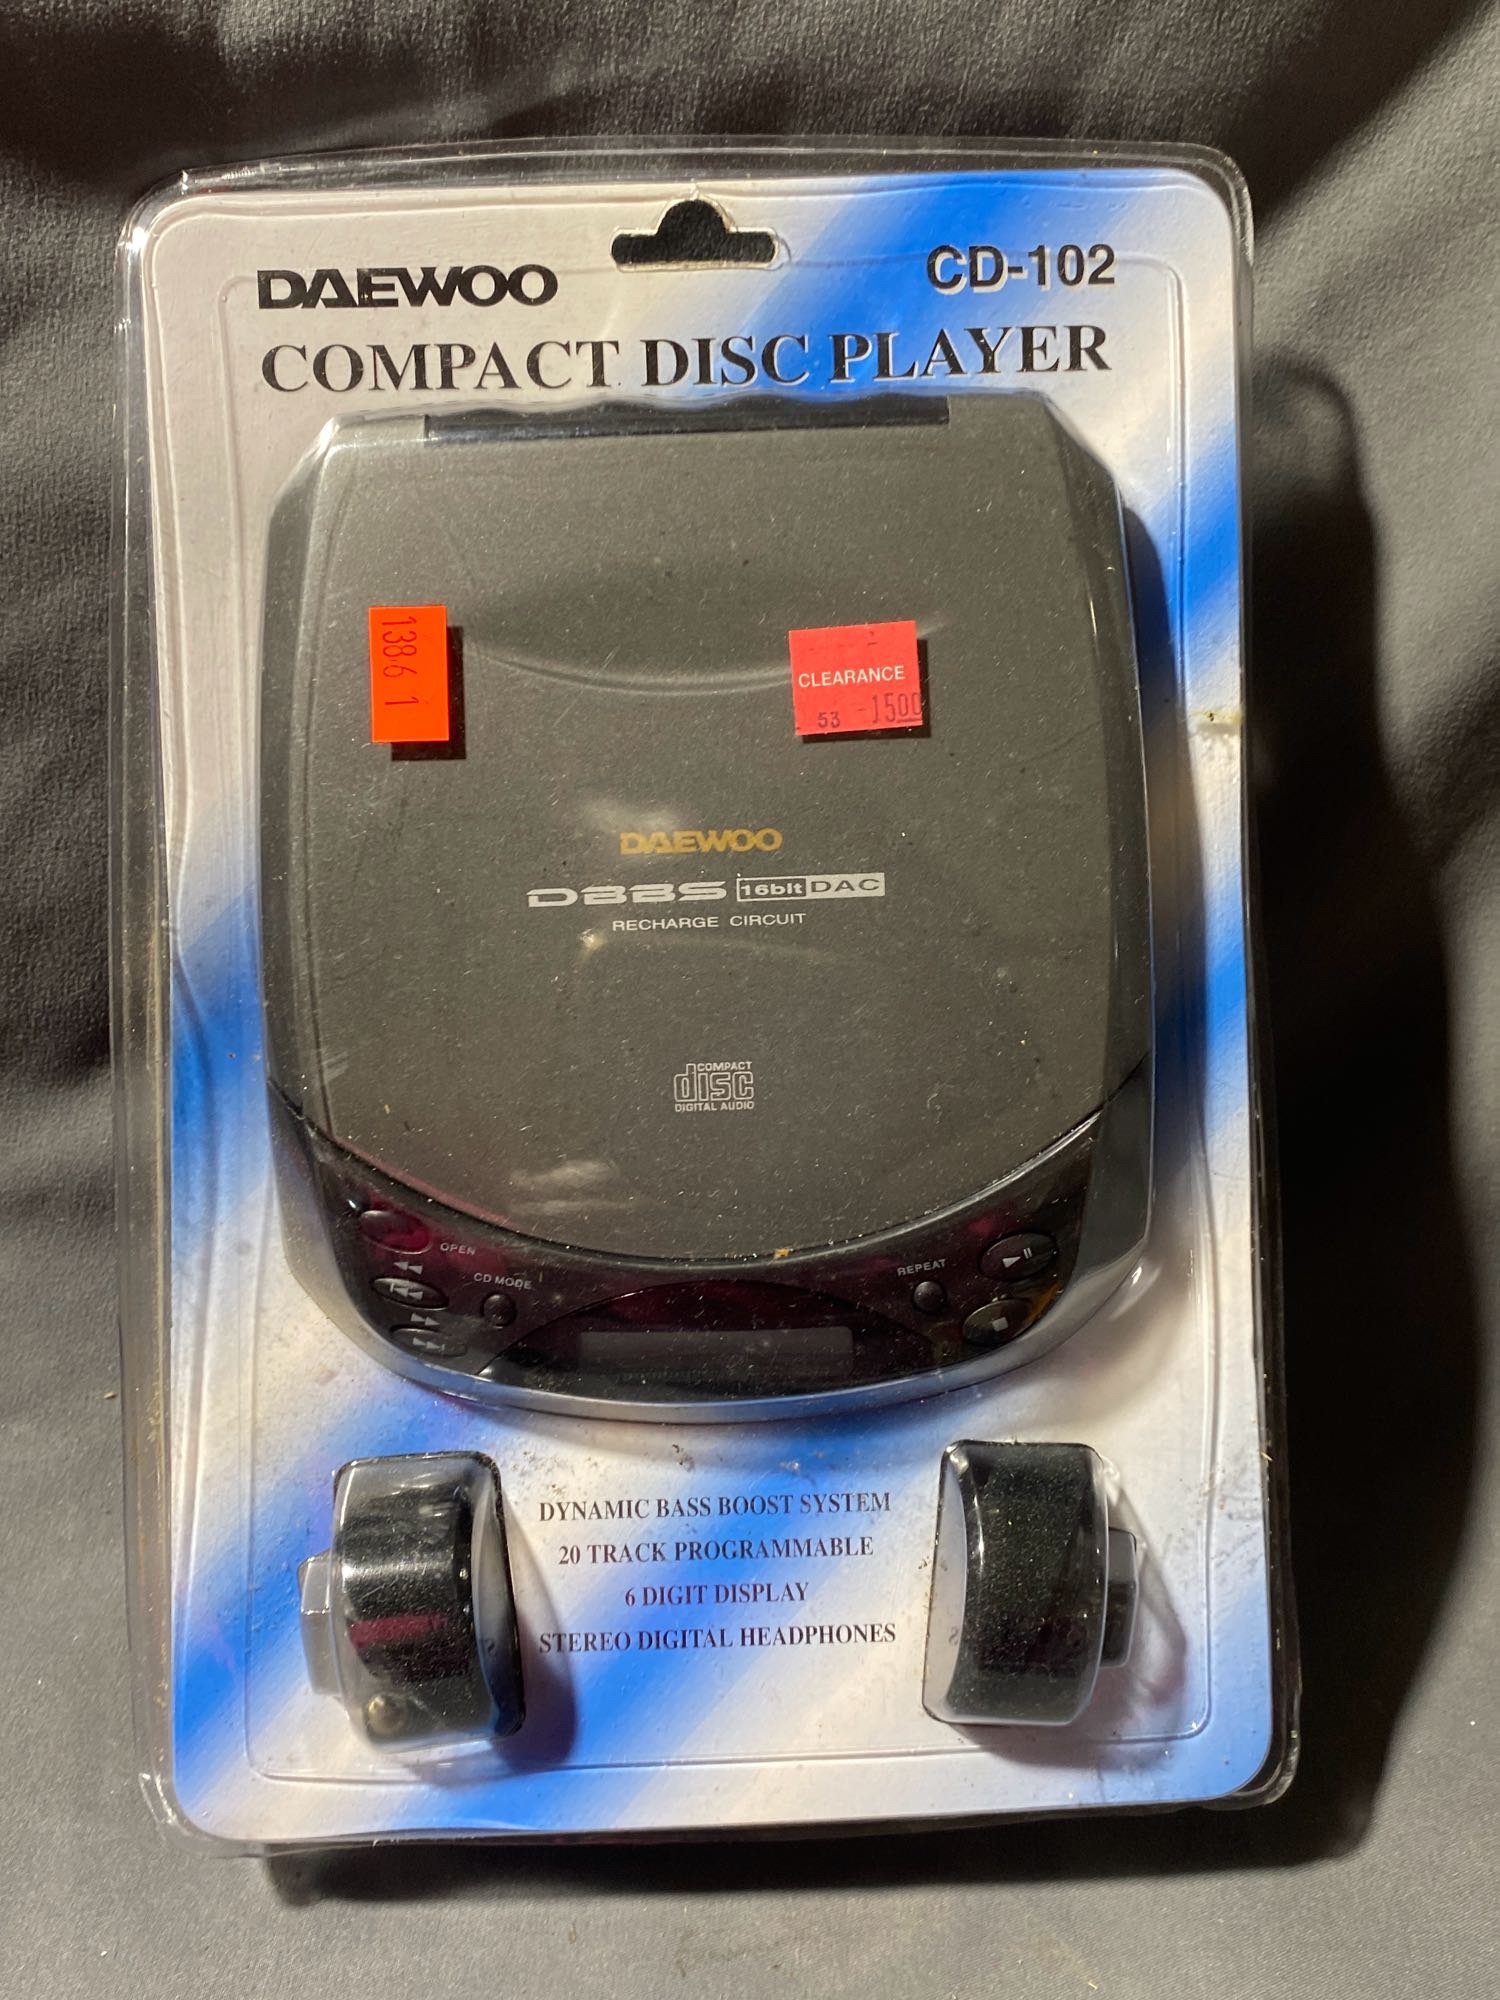 DAEWOO
CD-102
COMPACT DISC PLAYER
1386 1
CLEARANCE
53 -1500
DAEWOO
DBBS 16bit DAC
RECHARGE CIRCUIT
COMPACT
disc
DIGITAL AUDIO
OPEN
CD MODE
REPEAT
DYNAMIC BASS BOOST SYSTEM
20 TRACK PROGRAMMABLE
6 DIGIT DISPLAY
STEREO DIGITAL HEADPHONES